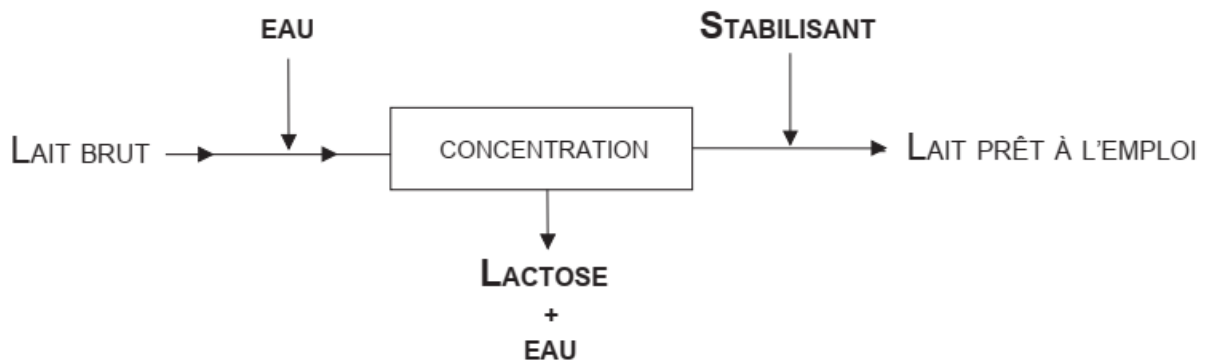 EAU
STABILISANT
LAIT BRUT
CONCENTRATION
LAIT PRÊT À L'EMPLOI
LACTOSE
+
EAU